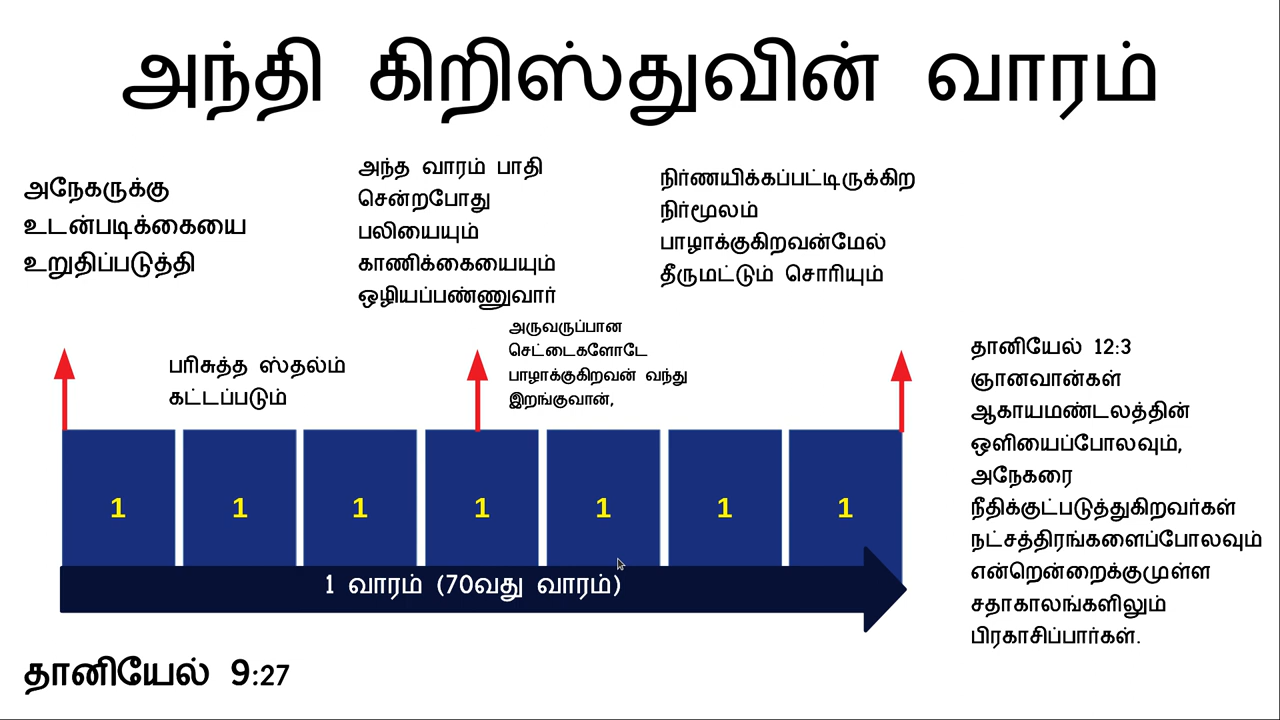 அந்தி கிறிஸ்துவின் வாரம்
அநேகருக்கு
உடன்படிக்கையை
உறுதிப்படுத்தி
அந்த வாரம் பாதி
சென்றபோது
பலியையும்
காணிக்கையையும்
ஒழியப்பண்ணுவார்
நிர்ணயிக்கப்பட்டிருக்கிற
நிர்மூலம்
பாழாக்குகிறவன்மேல்
தீருமட்டும் சொரியும்
பரிசுத்த ஸ்தல்ம்
கட்டப்படும்
அருவருப்பான
செட்டைகளோடே
பாழாக்குகிறவன் வந்து
இறங்குவான்,
1 1 1 1 1 1 1
1 வாரம் (70வது வாரம்)
தானியேல் 12:3
ஞானவான்கள்
ஆகாயமண்டலத்தின்
ஒளியைப்போலவும்,
அநேகரை
நீதிக்குட்படுத்துகிறவர்கள்
நட்சத்திரங்களைப்போலவும்
என்றென்றைக்குமுள்ள
சதாகாலங்களிலும்
பிரகாசிப்பார்கள்.
தானியேல் 9:27